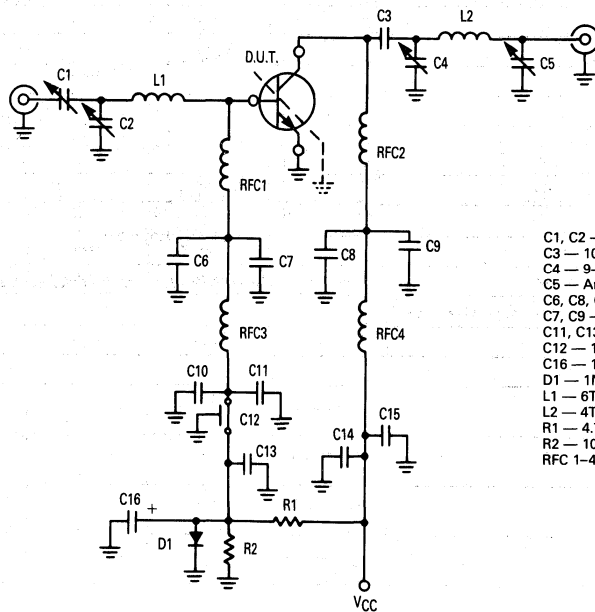 C3
L2
D.U.T.
C1
L1
C4
C5
C2
RFC1
RFC2
C6
C7
C8
C9
RFC3
RFC4
C10
C11
C12
C13
C14
C15
C16
+
R1
D1
R2
VCC
C1, C2 –
C3 — 10
C4 — 9–
C5 — Ar
C6, C8,
C7, C9 –
C11, C13
C12 — 1
C16 — 1
D1 — 1
L1 — 6T
L2 — 4T
R1 — 4.
R2 — 10
RFC 1–4